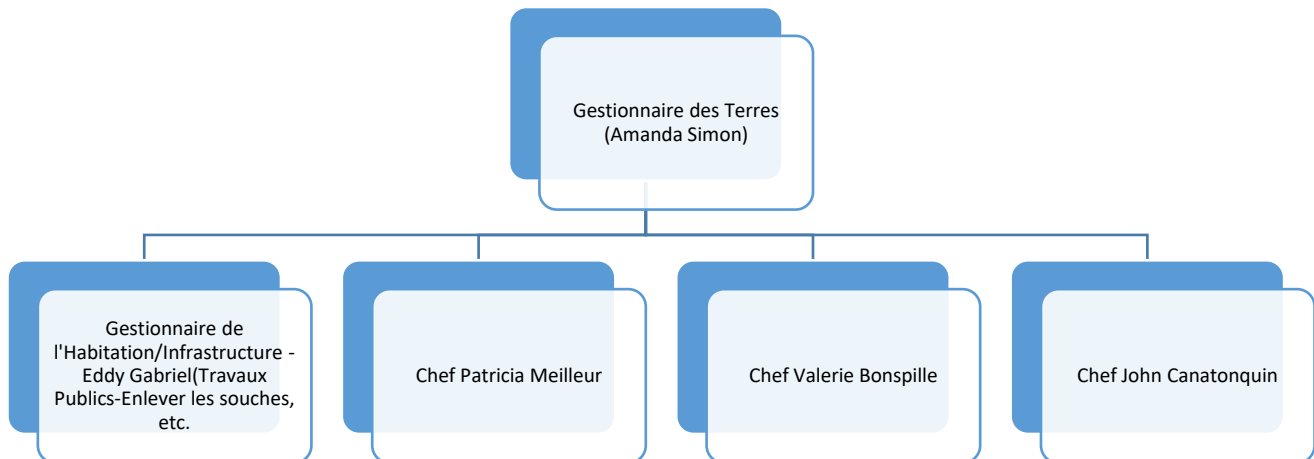 Gestionnaire des Terres
(Amanda Simon)
Gestionnaire de
l'Habitation/Infrastructure -
Eddy Gabriel(Travaux
Publics-Enlever les souches,
etc.
Chef Patricia Meilleur
Chef Valerie Bonspille
Chef John Canatonquin